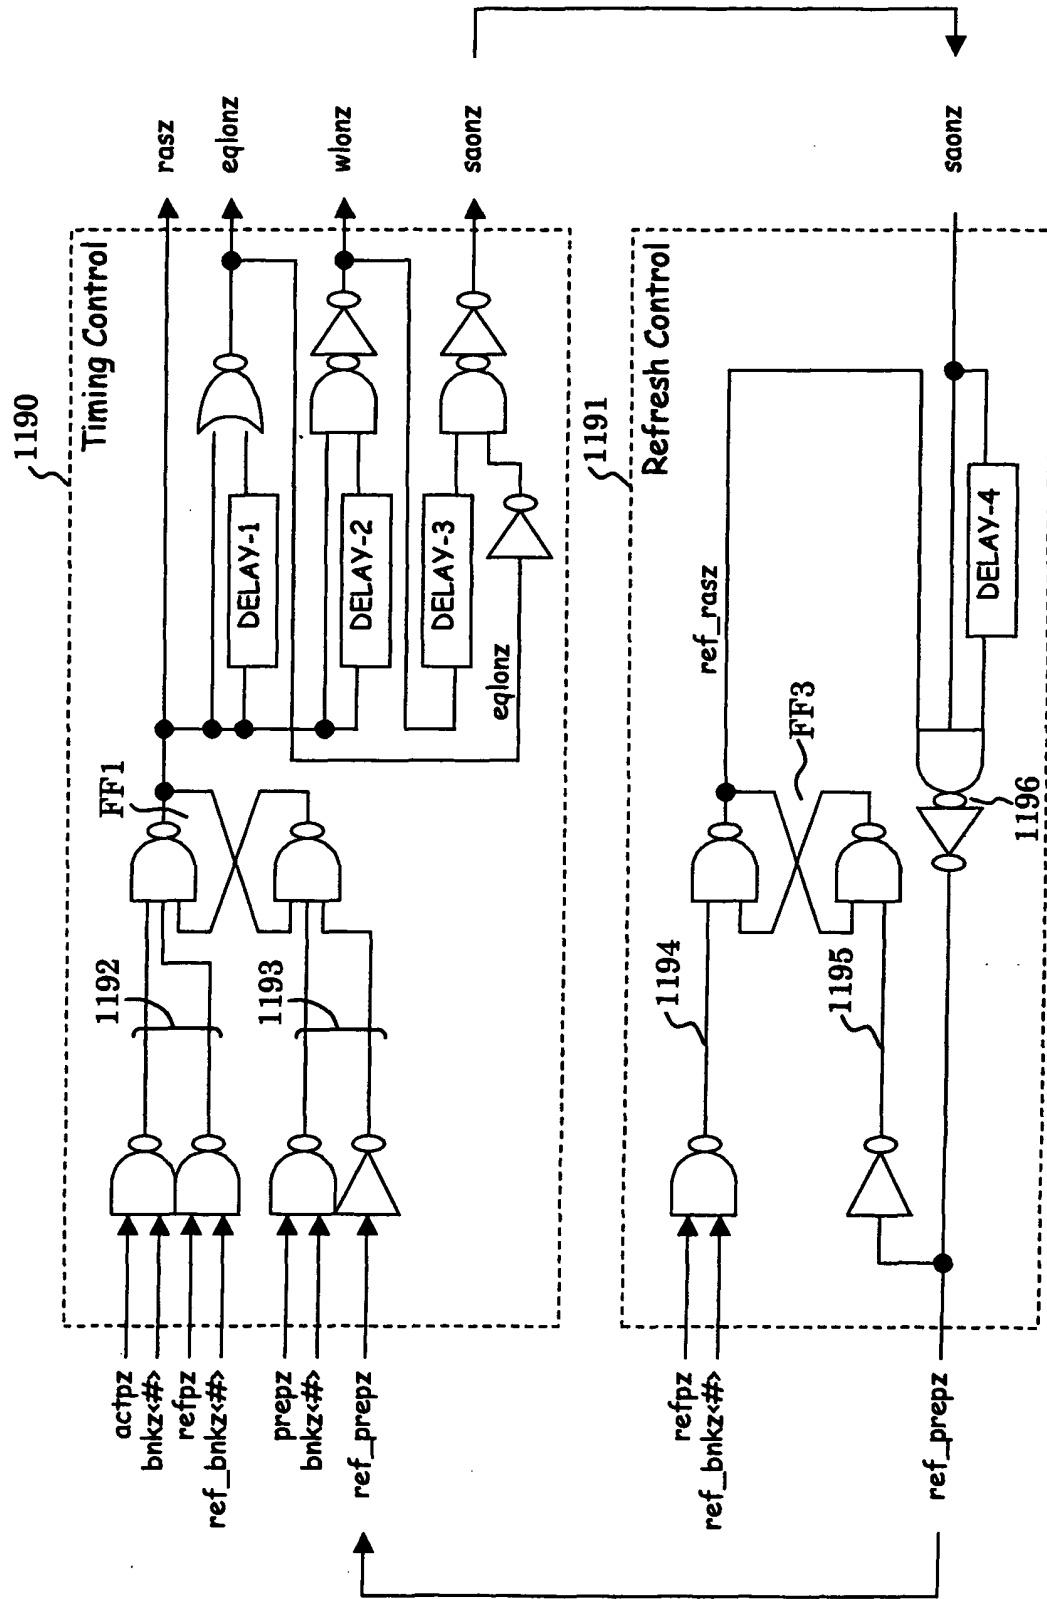 1190
Timing Control
actpz
bnkz<#>
refpz
ref_bnkz<#>
prepz
bnkz<#>
ref_prepz
1192
1193
FF1
DELAY-1
DELAY-2
DELAY-3
eqlonz
rasz
eqlonz
wlonz
saonz
1191
Refresh Control
refpz
ref_bnkz<#>
ref_prepz
1194
1195
FF3
ref_rasz
1196
DELAY-4
saonz